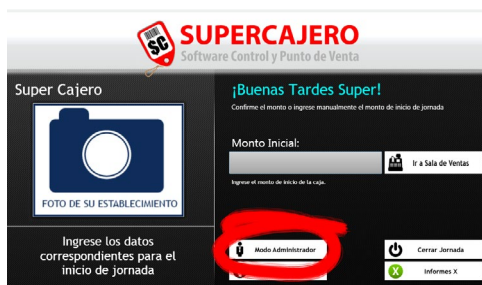 SC
SUPERCAJERO
Software Control y Punto de Venta
Super Cajero
FOTO DE SU ESTABLECIMIENTO
Ingrese los datos
correspondientes para el
inicio de jornada
¡Buenas Tardes Super!
Confirme el monto o ingrese manualmente el monto de inicio de jornada
Monto Inicial:
Ir a Sala de Ventas
Ingrese el monto de inicio de la caja.
Modo Administrador
Cerrar Jornada
X
Informes X